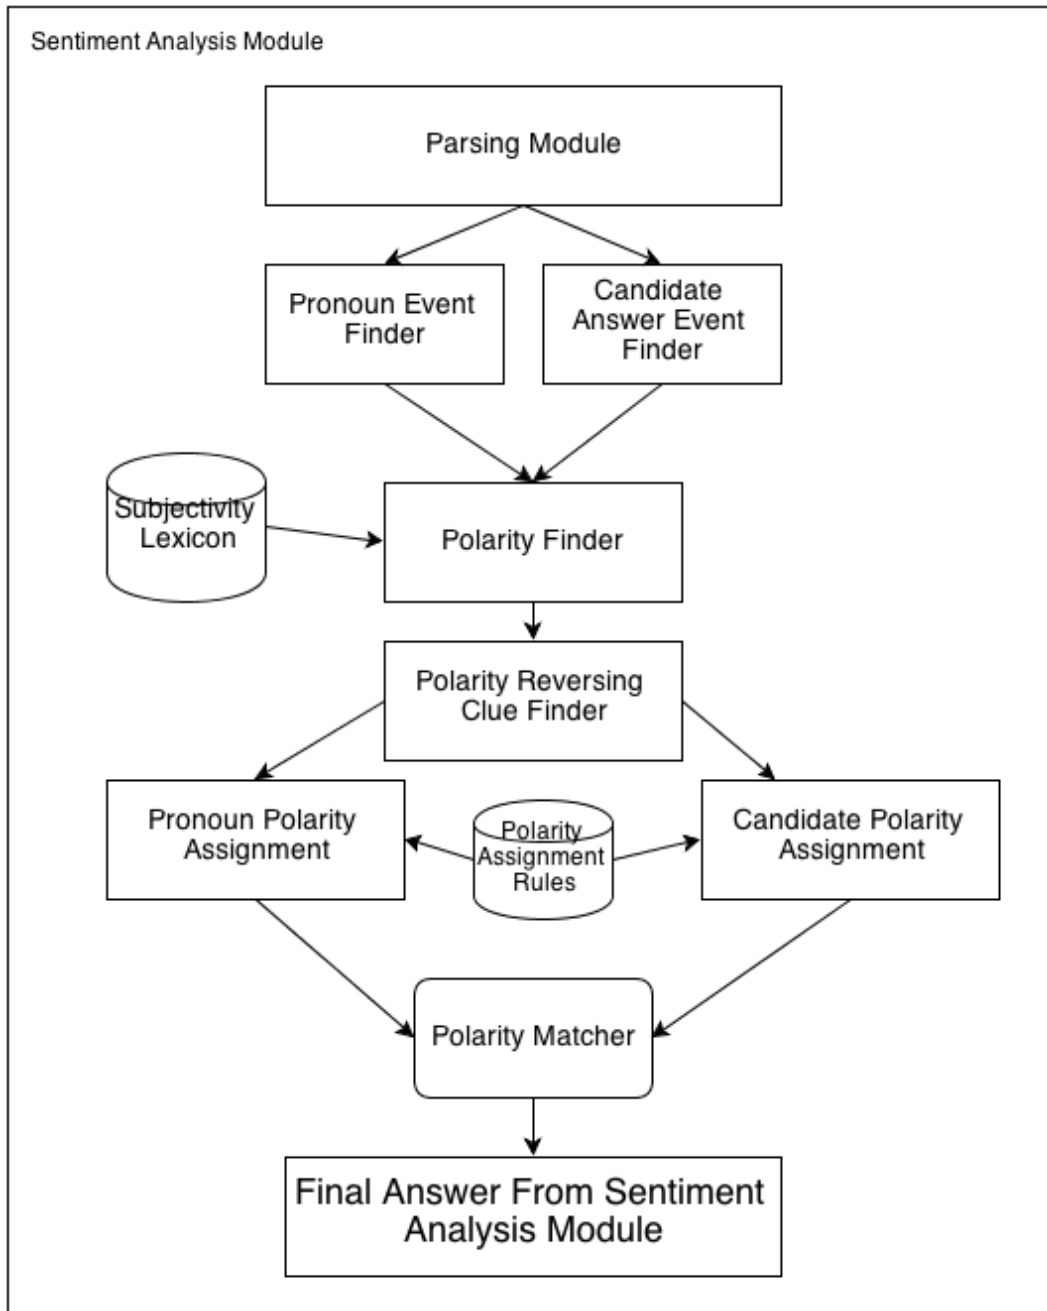 Sentiment Analysis Module
Parsing Module
Pronoun Event
Finder
Candidate
Answer Event
Finder
Subjectivity
Lexicon
Polarity Finder
Polarity Reversing
Clue Finder
Pronoun Polarity
Assignment
Polarity
Assignment
Rules
Candidate Polarity
Assignment
Polarity Matcher
Final Answer From Sentiment
Analysis Module